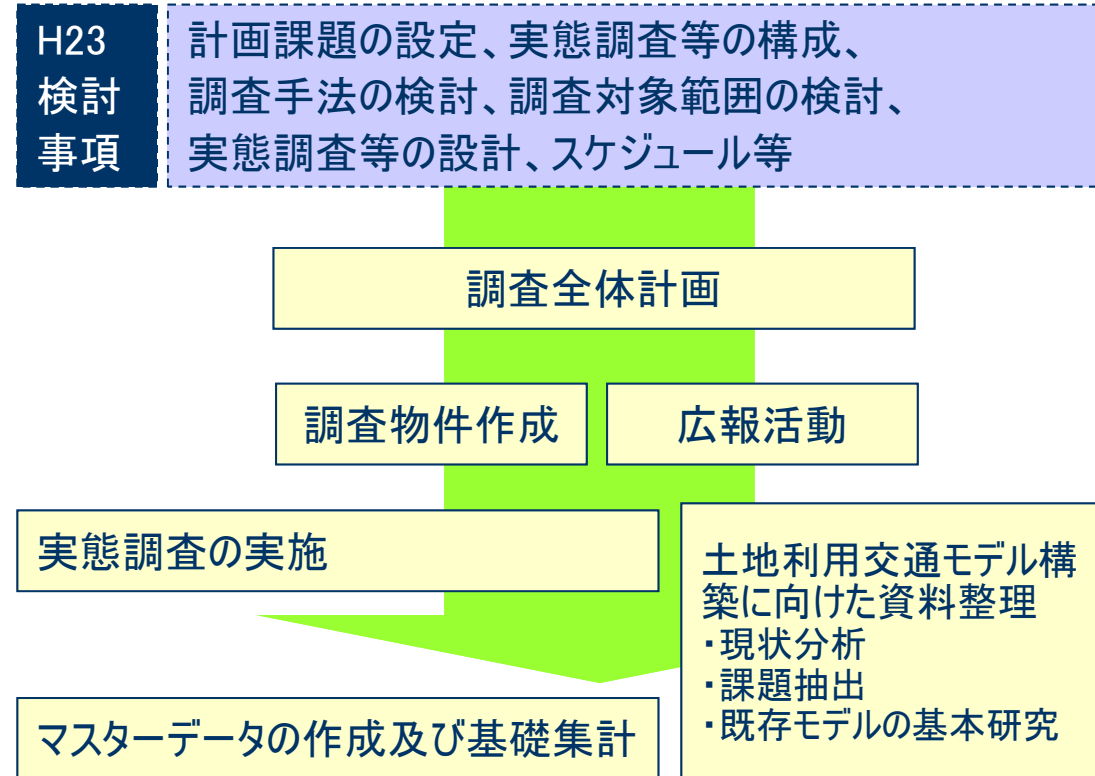 H23
検討
事項
計画課題の設定、実態調査等の構成、
調査手法の検討、調査対象範囲の検討、
実態調査等の設計、スケジュール等
調査全体計画
調査物件作成
広報活動
実態調査の実施
土地利用交通モデル構
築に向けた資料整理
・現状分析
・課題抽出
・既存モデルの基本研究
マスターデータの作成及び基礎集計